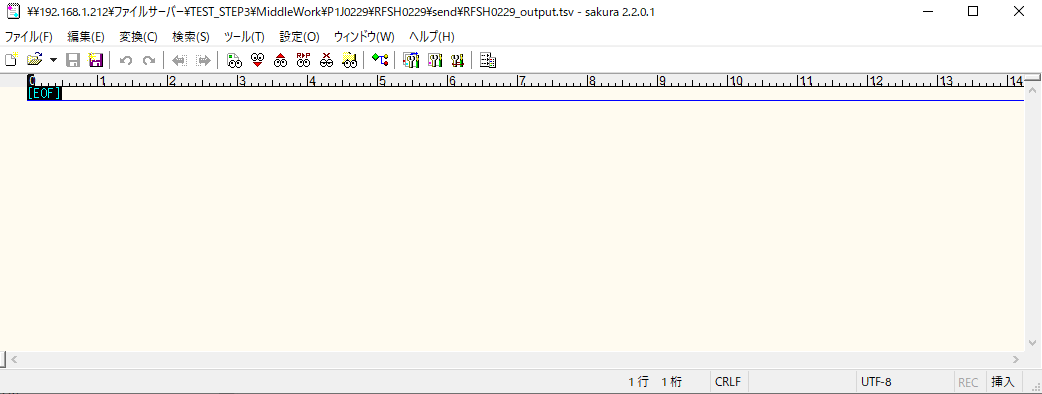 ¥¥192.168.1.212¥ファイルサーバー¥TEST_STEP3¥MiddleWork¥P1J0229¥RFSH0229¥send¥RFSH0229_output.tsv - sakura 2.2.0.1
ファイル(F) 編集(E) 変換(C) 検索(S) ツール(T) 設定(O) ウィンドウ(W) ヘルプ(H)
0 1 2 3 4 5 6 7 8 9 10 11 12 13 14
[EOF]
1 行 1 桁 CRLF UTF-8 REC 挿入